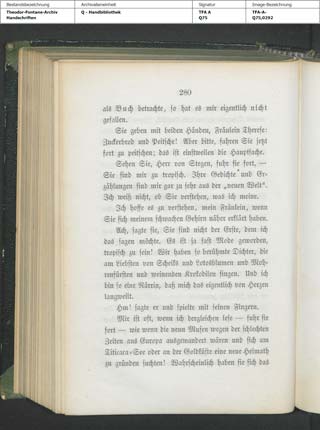 Bestandsbezeichnung
Archivalieneinheit
Signatur
Image-Bezeichnung
Theodor-Fontane-Archiv
Handschriften
Q - Handbibliothek
TFA A
Q75
TFA-A-
Q75,0292
280
als Buch betrachte, so hat es mir eigentlich nicht
gefallen.
Sie geben mit beiden Händen, Fräulein Therese:
Zuckerbrod und Peitsche! Aber bitte, fahren Sie jetzt
fort zu peitschen; das ist einstweilen die Hauptsache.
Sehen Sie, Herr von Stegen, fuhr sie fort, —
Sie sind mir zu tropisch. Ihre Gedichte und Er-
zählungen sind mir gar zu sehr aus der „neuen Welt“.
Ich weiß nicht, ob Sie verstehen, was ich meine.
Ich hoffe es zu verstehen, mein Fräulein, wenn
Sie sich meinem schwachen Gehirn näher erklärt haben.
Ach, sagte sie, Sie sind nicht der Erste, dem ich
das sagen möchte. Es ist ja fast Mode geworden,
tropisch zu sein! Wir haben so berühmte Dichter, die
am liebsten von Scheiks und Lotosblumen und Moh-
renfürsten und weinenden Krokodilen singen. Und ich
bin so eine Närrin, daß mich das eigentlich von Herzen
langweilt.
Hm! sagte er und spielte mit seinen Fingern.
Mir ist oft, wenn ich dergleichen lese — fuhr sie
fort — wie wenn die neun Musen wegen der schlechten
Zeiten aus Europa ausgewandert wären und sich am
Titicaca-See oder an der Goldküste eine neue Heimath
zu gründen suchten! Wahrscheinlich haben sie sich das